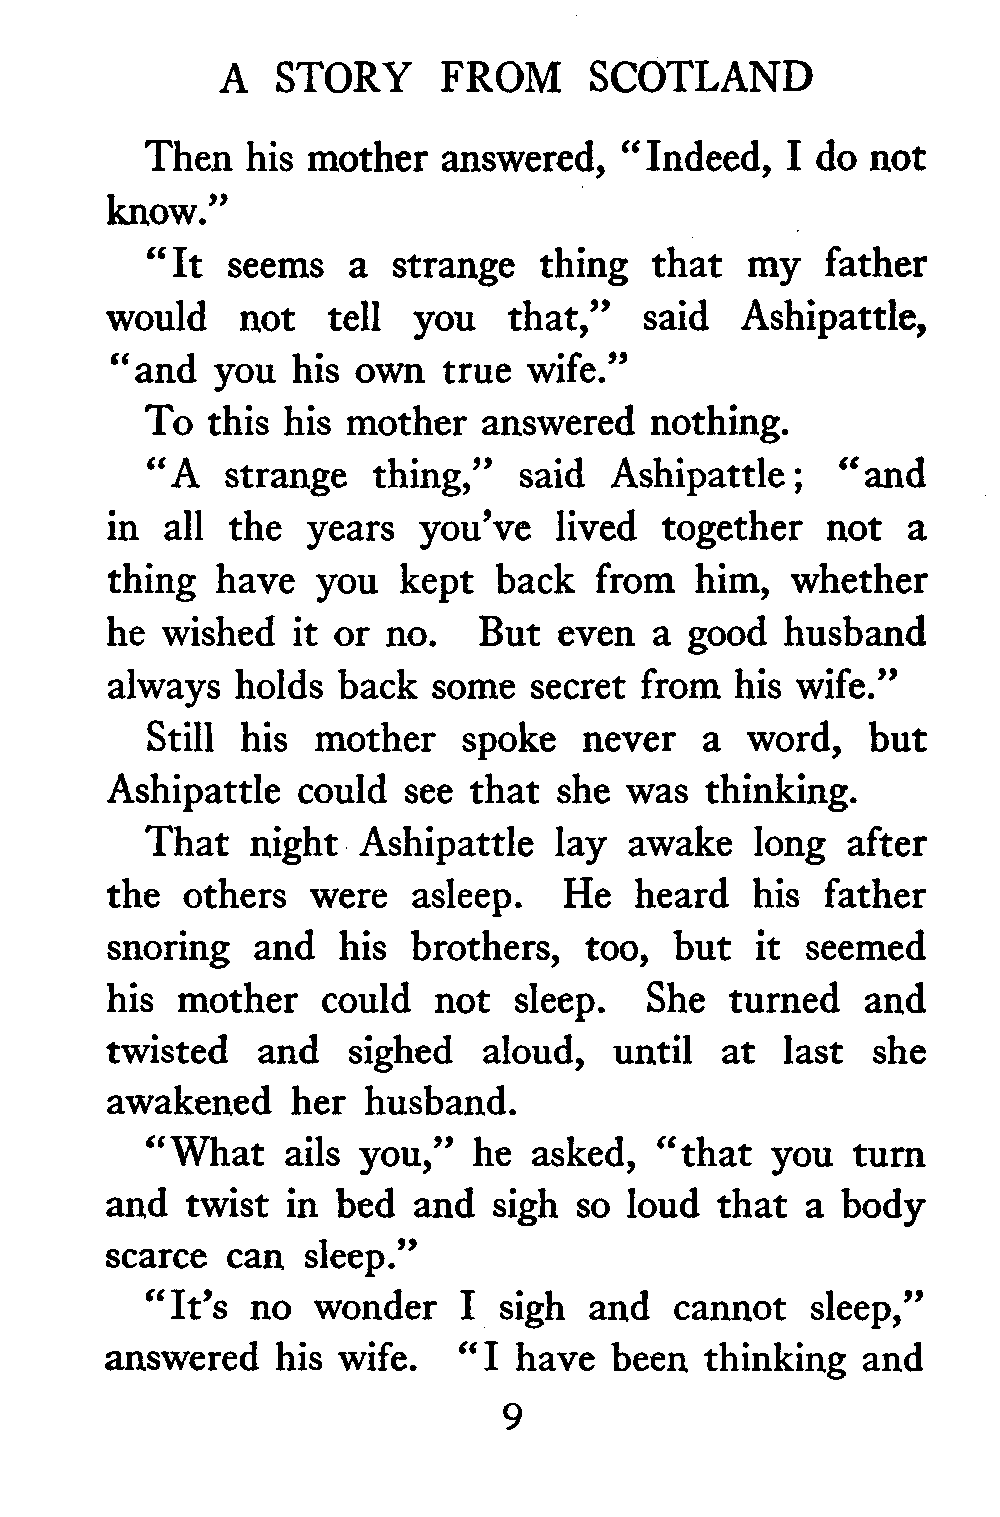 A STORY FROM SCOTLAND
Then his mother answered, “Indeed, I do not
know.”
“It seems a strange thing that my father
would not tell you that,” said Ashipattle,
“and you his own true wife.”
To this his mother answered nothing.
“A strange thing,” said Ashipattle; “and
in all the years you’ve lived together not a
thing have you kept back from him, whether
he wished it or no. But even a good husband
always holds back some secret from his wife.”
Still his mother spoke never a word, but
Ashipattle could see that she was thinking.
That night Ashipattle lay awake long after
the others were asleep. He heard his father
snoring and his brothers, too, but it seemed
his mother could not sleep. She turned and
twisted and sighed aloud, until at last she
awakened her husband.
“What ails you,” he asked, “that you turn
and twist in bed and sigh so loud that a body
scarce can sleep.”
“It’s no wonder I sigh and cannot sleep,”
answered his wife. “I have been thinking and
9